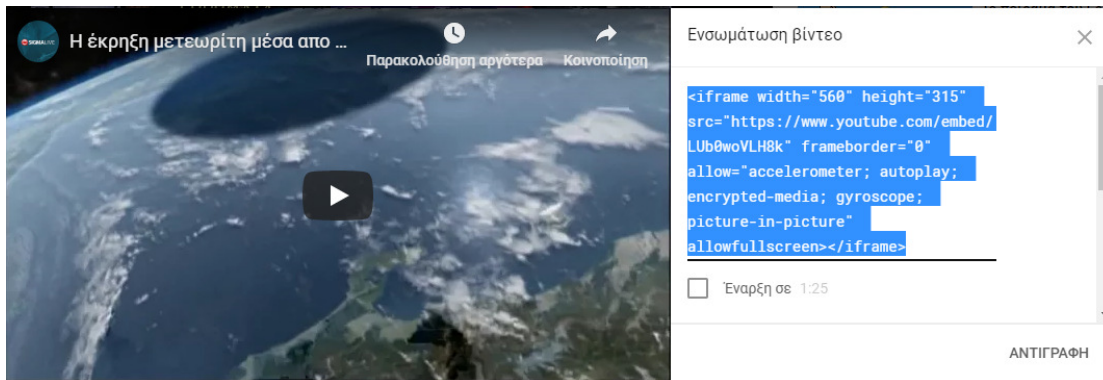 SIGMALIVE
Η έκρηξη μετεωρίτη μέσα απο ...
Παρακολούθηση αργότερα
Κοινοποίηση
Ενσωμάτωση βίντεο
<iframe width="560" height="315"
src="https://www.youtube.com/embed/
LUb0woVLH8k" frameborder="0"
allow="accelerometer; autoplay;
encrypted-media; gyroscope;
picture-in-picture"
allowfullscreen></iframe>
Έναρξη σε 1:25
ΑΝΤΙΓΡΑΦΗ